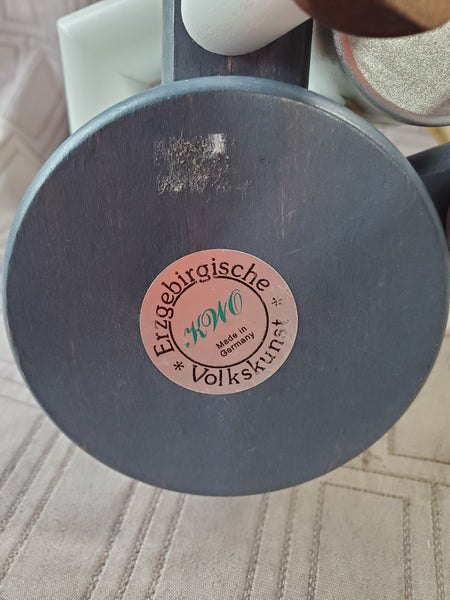 Erzgebirgische
KWO
Made in
Germany
* Volkskunst *